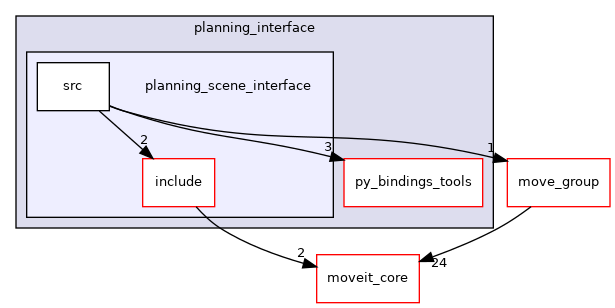 planning_interface
src
planning_scene_interface
2
3
1
include
py_bindings_tools
move_group
2
24
moveit_core